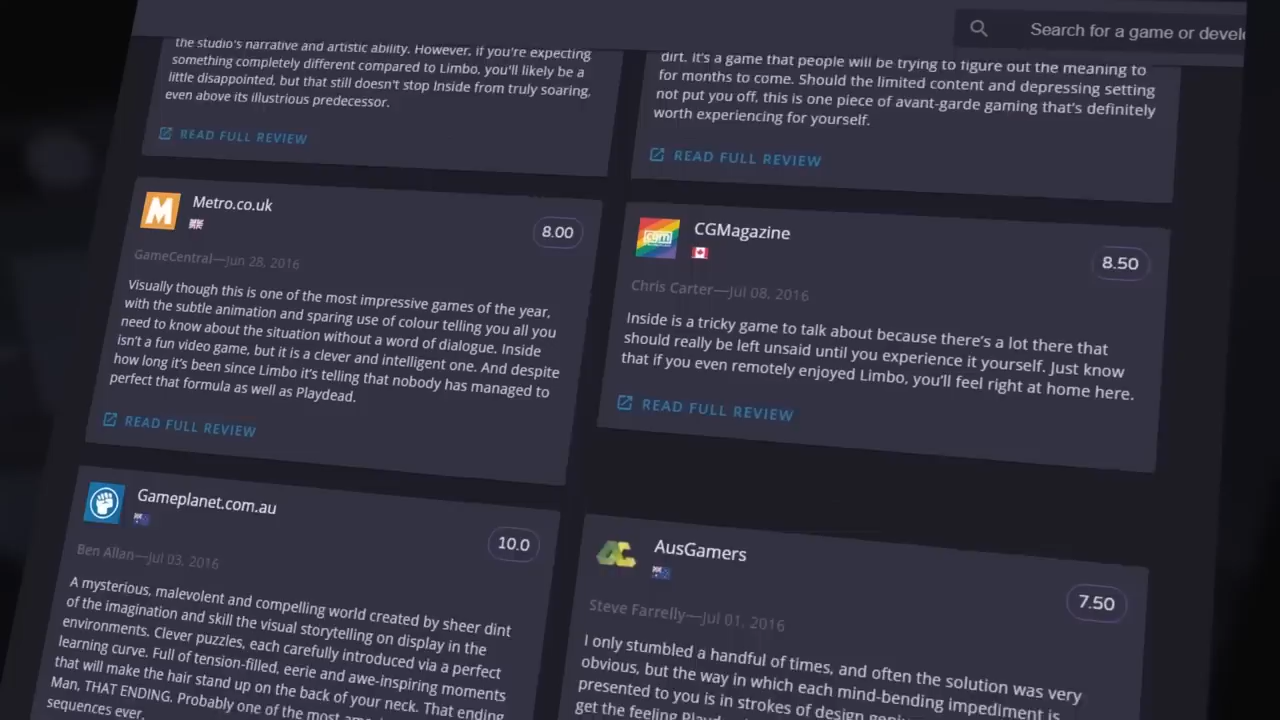 Search for a game or develo
the studio's narrative and artistic ability. However, if you're expecting
something completely different compared to Limbo, you'll likely be a
little disappointed, but that still doesn't stop Inside from truly soaring,
even above its illustrious predecessor.
READ FULL REVIEW
dirt. It's a game that people will be trying to figure out the meaning to
for months to come. Should the limited content and depressing setting
not put you off, this is one piece of avant-garde gaming that's definitely
worth experiencing for yourself.
READ FULL REVIEW
M
Metro.co.uk
8.00
GameCentral—Jun 28, 2016
Visually though this is one of the most impressive games of the year,
with the subtle animation and sparing use of colour telling you all you
need to know about the situation without a word of dialogue. Inside
isn't a fun video game, but it is a clever and intelligent one. And despite
how long it's been since Limbo it's telling that nobody has managed to
perfect that formula as well as Playdead.
READ FULL REVIEW
cgm
CGMagazine
8.50
Chris Carter—Jul 08, 2016
Inside is a tricky game to talk about because there's a lot there that
should really be left unsaid until you experience it yourself. Just know
that if you even remotely enjoyed Limbo, you'll feel right at home here.
READ FULL REVIEW
Gameplanet.com.au
10.0
Ben Allan—Jul 03, 2016
A mysterious, malevolent and compelling world created by sheer dint
of the imagination and skill the visual storytelling on display in the
environments. Clever puzzles, each carefully introduced via a perfect
learning curve. Full of tension-filled, eerie and awe-inspiring moments
that will make the hair stand up on the back of your neck. That ending
Man, THAT ENDING. Probably one of the most
sequences ever.
AG
AusGamers
7.50
Steve Farrelly—Jul 01, 2016
I only stumbled a handful of times, and often the solution was very
obvious, but the way in which each mind-bending impediment is
presented to you is in strokes of design
get the feeling